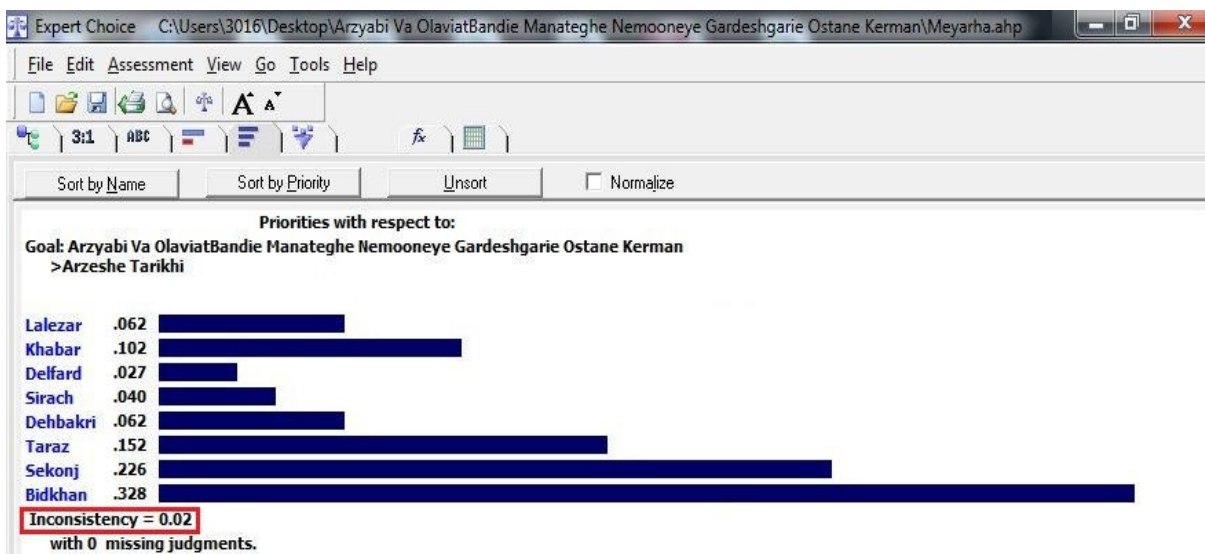 Expert Choice C:\Users\3016\Desktop\Arzyabi Va OlaviatBandie Manateghe Nemooneye Gardeshgarie Ostane Kerman\Meyarha.ahp
File Edit Assessment View Go Tools Help
A A
3:1 ABC fx
Sort by Name Sort by Priority Unsort Normalize
Priorities with respect to:
Goal: Arzyabi Va OlaviatBandie Manateghe Nemooneye Gardeshgarie Ostane Kerman
>Arzeshe Tarikhi
Lalezar .062
Khabar .102
Delfard .027
Sirach .040
Dehbakri .062
Taraz .152
Sekonj .226
Bidkhan .328
Inconsistency = 0.02
with 0 missing judgments.